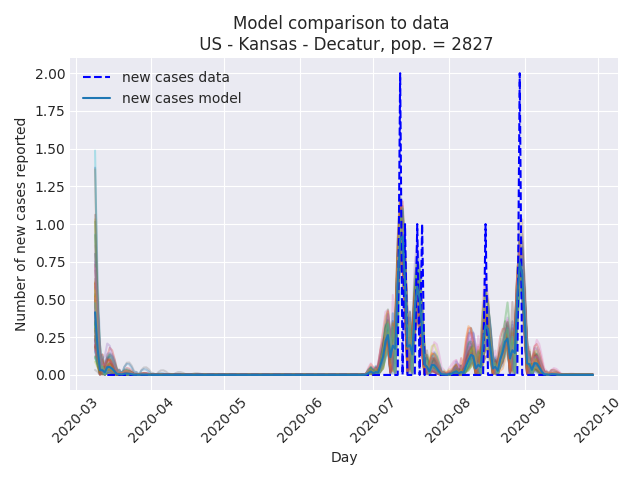 Model comparison to data
US - Kansas - Decatur, pop. = 2827
new cases data
new cases model
Number of new cases reported
2.00
1.75
1.50
1.25
1.00
0.75
0.50
0.25
0.00
2020-03
2020-04
2020-05
2020-06
2020-07
2020-08
2020-09
2020-10
Day